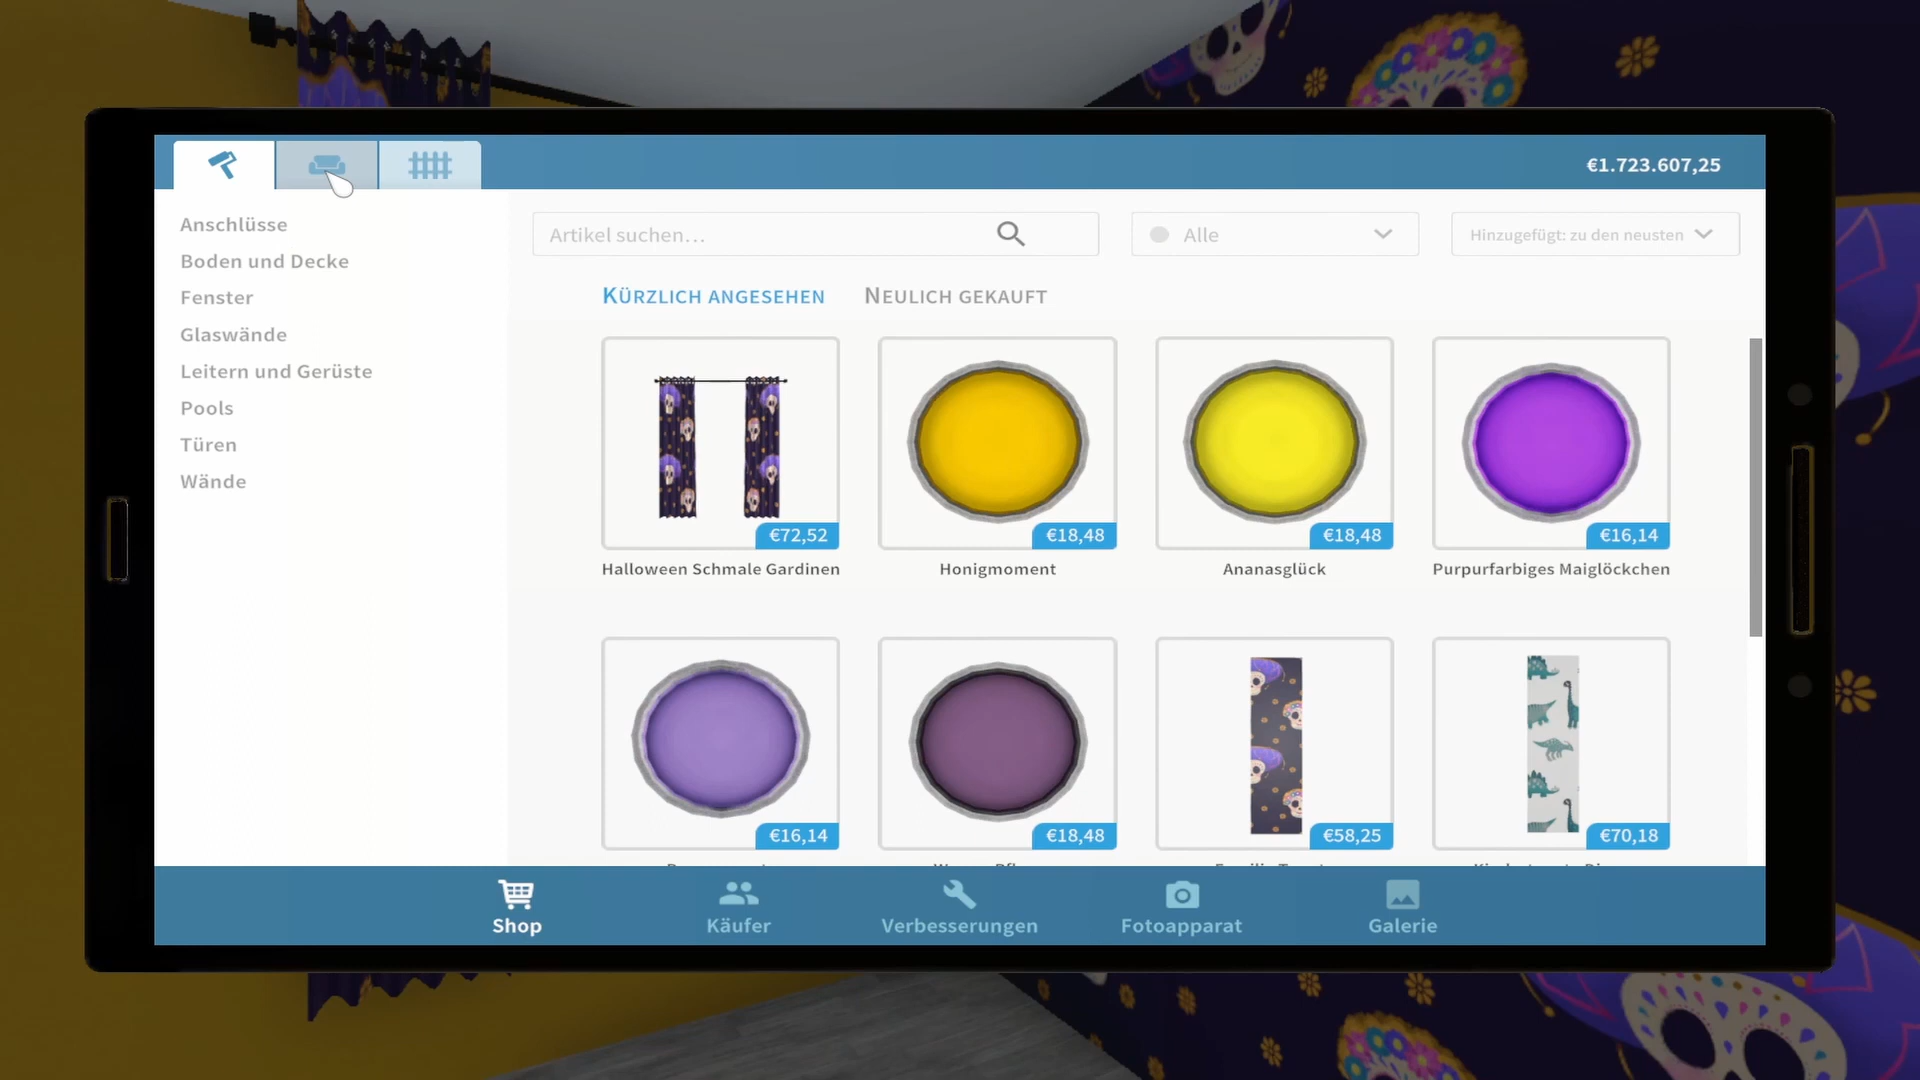 €1.723.607,25
Anschlüsse
Boden und Decke
Fenster
Glaswände
Leitern und Gerüste
Pools
Türen
Wände
Artikel suchen...
Alle
Hinzugefügt: zu den neusten
KÜRZLICH ANGESEHEN
NEULICH GEKAUFT
€72,52
€18,48
€18,48
€16,14
Halloween Schmale Gardinen
Honigmoment
Ananasglück
Purpurfarbiges Maiglöckchen
€16,14
€18,48
€58,25
€70,18
Shop
Käufer
Verbesserungen
Fotoapparat
Galerie